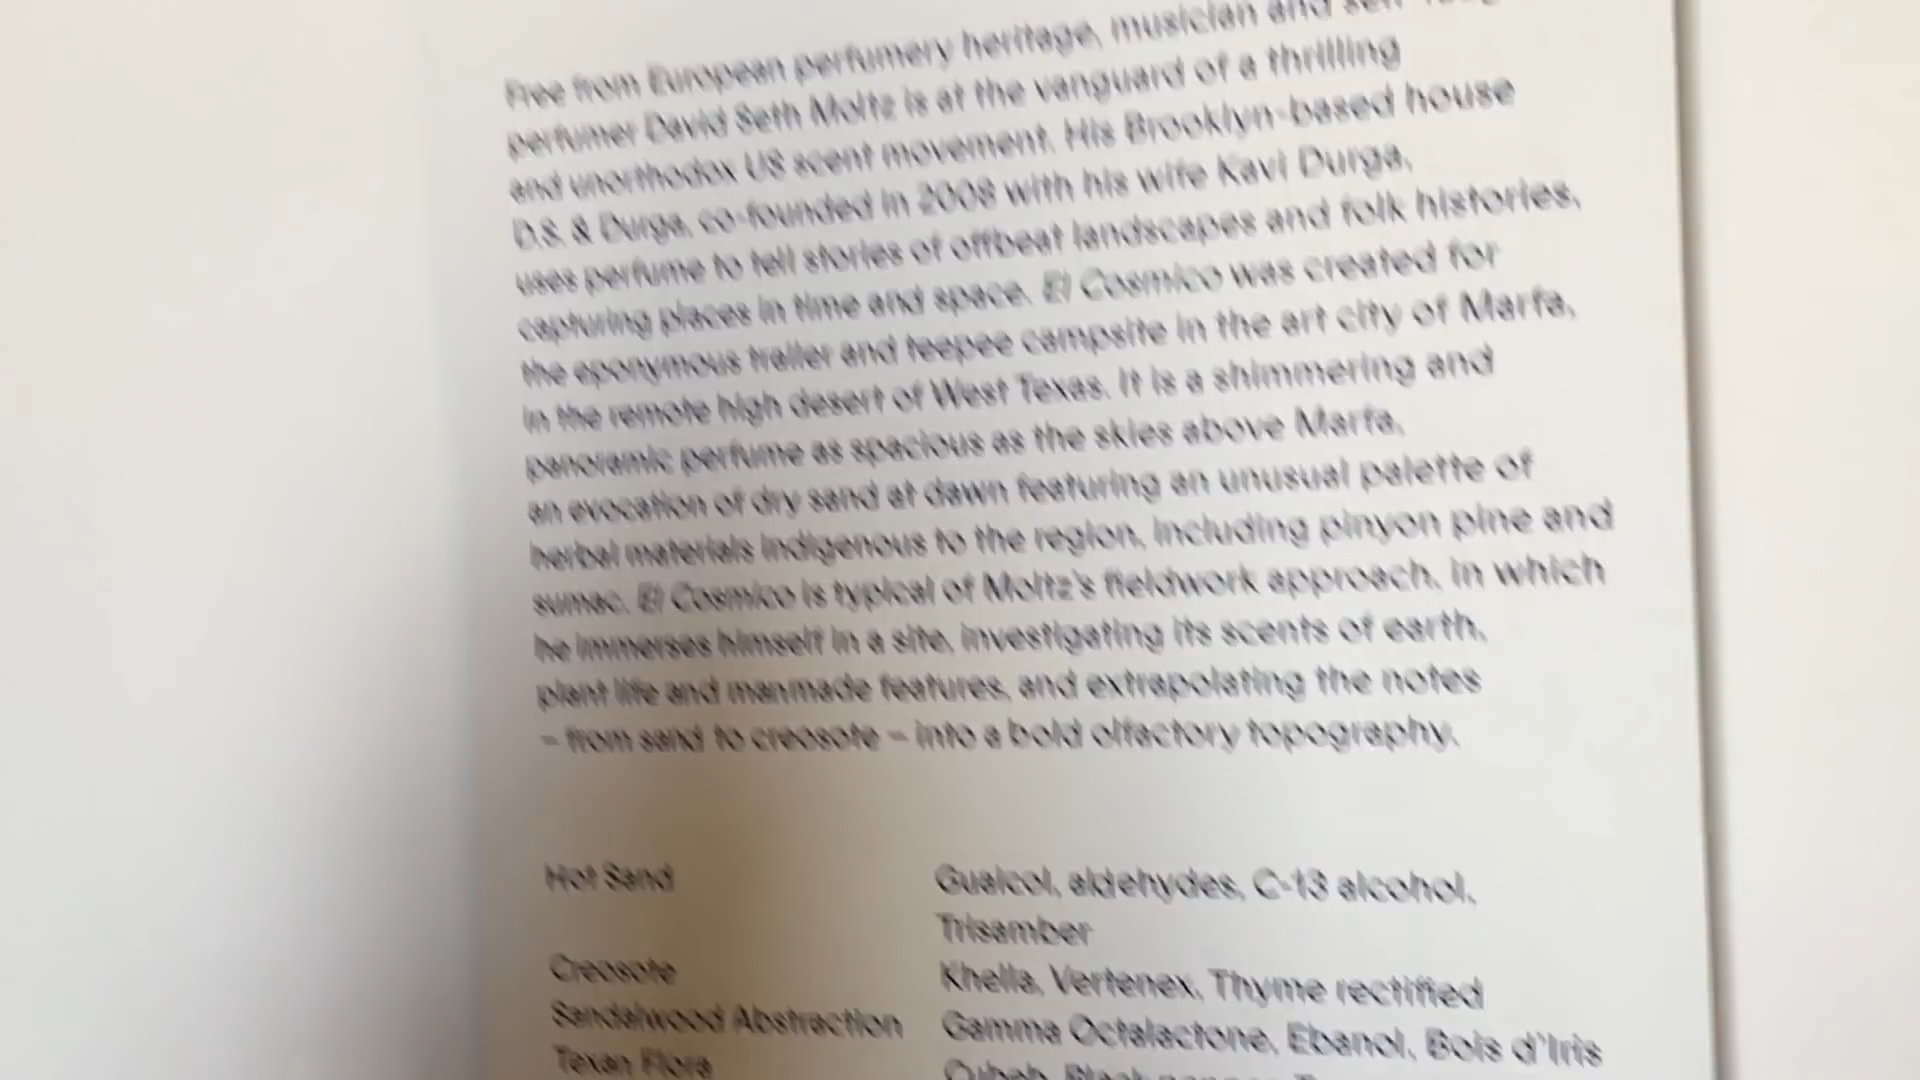 Free from European perfumery heritage, musician and self-
perfumer David Seth Moltz is at the vanguard of a thrilling
and unorthodox US scent movement. His Brooklyn-based house
D.S. & Durga, co-founded in 2008 with his wife Kavi Durga,
uses perfume to tell stories of offbeat landscapes and folk histories,
capturing places in time and space. El Cosmico was created for
the eponymous trailer and teepee campsite in the art city of Marfa,
in the remote high desert of West Texas. It is a shimmering and
panoramic perfume as spacious as the skies above Marfa,
an evocation of dry sand at dawn featuring an unusual palette of
herbal materials indigenous to the region, including pinyon pine and
sumac. El Cosmico is typical of Moltz's fieldwork approach, in which
he immerses himself in a site, investigating its scents of earth,
plant life and manmade features, and extrapolating the notes
– from sand to creosote – into a bold olfactory topography.
Hot Sand Guaicol, aldehydes, C-13 alcohol,
Trisamber
Creosote Khella, Vertenex, Thyme rectified
Sandalwood Abstraction Gamma Octalactone, Ebanol, Bois d'Iris
Texan Flora Cubeb, Black pepper,